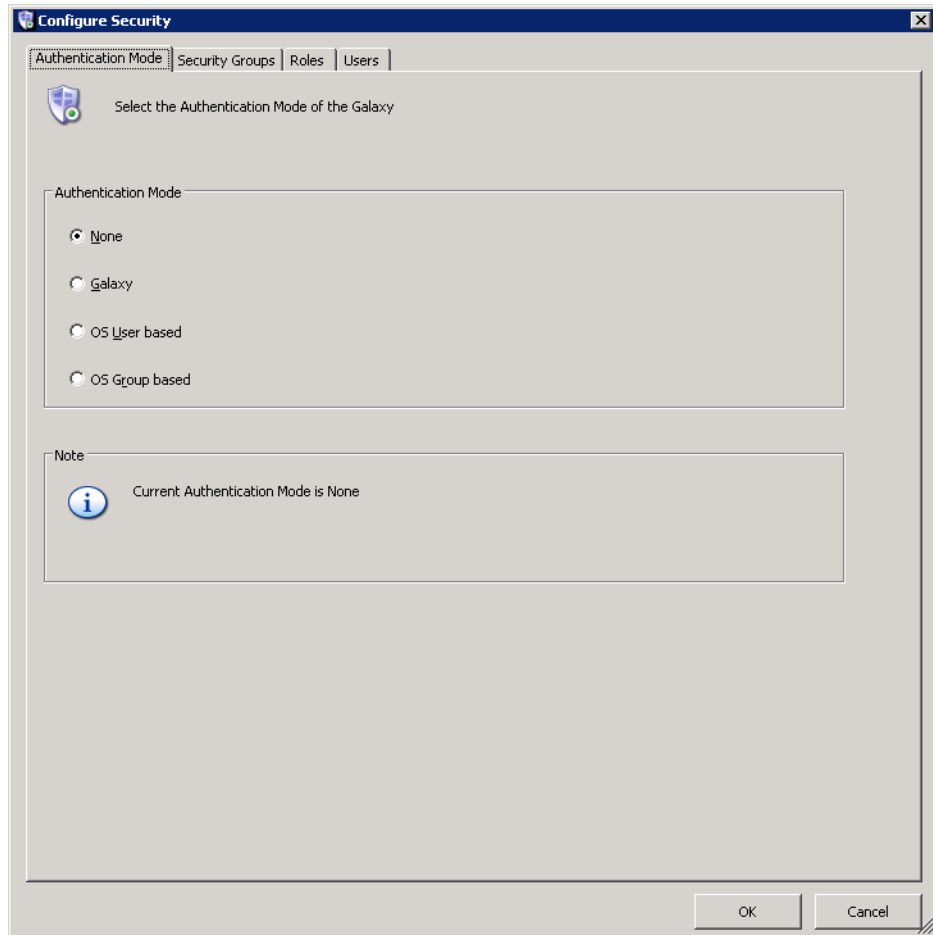 Configure Security
Authentication Mode Security Groups Roles Users
Select the Authentication Mode of the Galaxy
Authentication Mode
None
Galaxy
OS User based
OS Group based
Note
Current Authentication Mode is None
OK Cancel